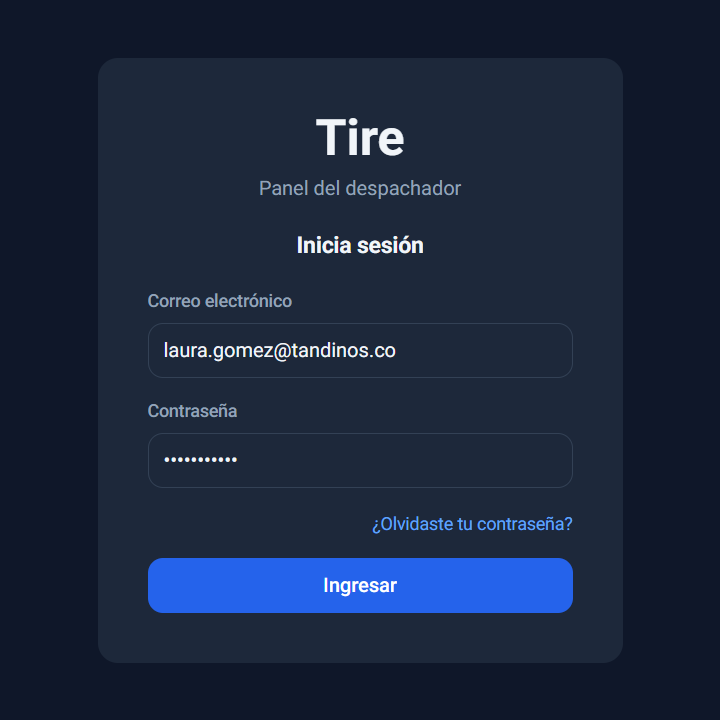 Tire
Panel del despachador
Inicia sesión
Correo electrónico
laura.gomez@tandinos.co
Contraseña
•••••••••••
¿Olvidaste tu contraseña?
Ingresar